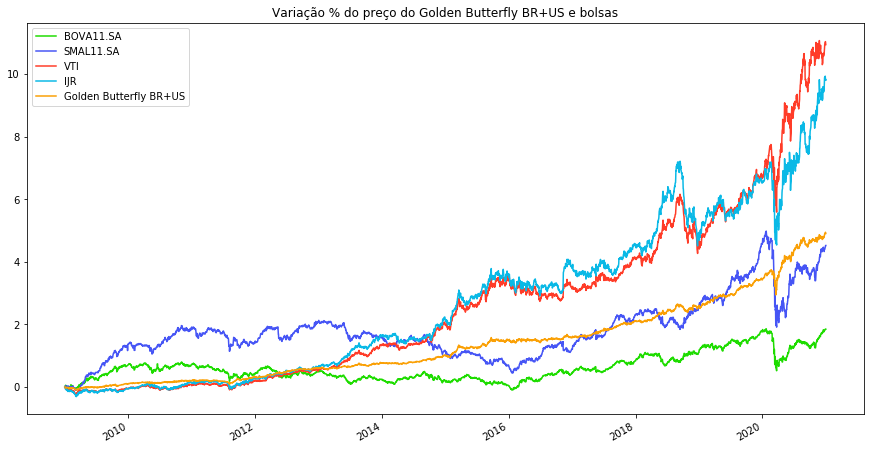 Variação % do preço do Golden Butterfly BR+US e bolsas
BOVA11.SA
SMAL11.SA
VTI
IJR
Golden Butterfly BR+US
10
8
6
4
2
0
2010
2012
2014
2016
2018
2020